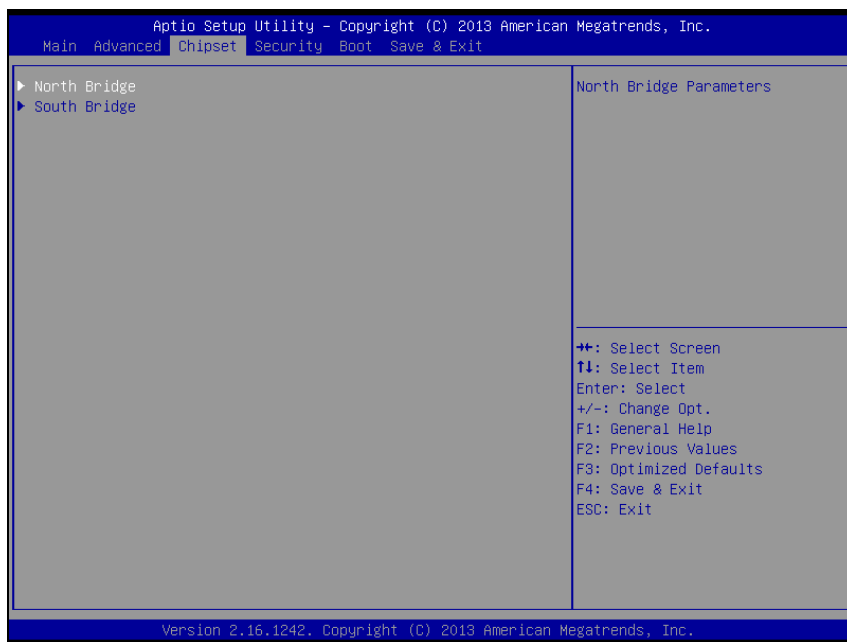 Aptio Setup Utility – Copyright (C) 2013 American Megatrends, Inc.
Main Advanced Chipset Security Boot Save & Exit
▶ North Bridge
▶ South Bridge
North Bridge Parameters
→←: Select Screen
↑↓: Select Item
Enter: Select
+/-: Change Opt.
F1: General Help
F2: Previous Values
F3: Optimized Defaults
F4: Save & Exit
ESC: Exit
Version 2.16.1242. Copyright (C) 2013 American Megatrends, Inc.